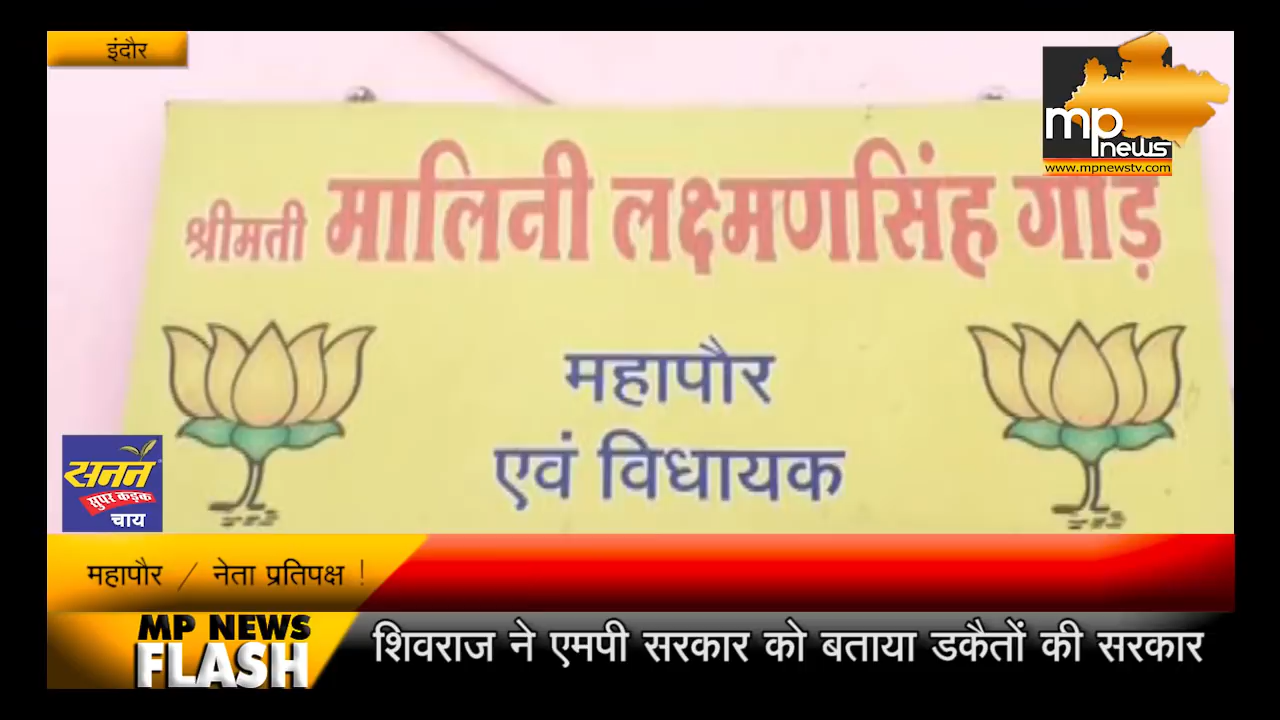 इंदौर
mp news
www.mpnewstv.com
श्रीमती मालिनी लक्ष्मणसिंह गाैड़
महापौर
एवं विधायक
सनन
सुपर कड़क
चाय
महापौर / नेता प्रतिपक्ष !
MP NEWS
FLASH
शिवराज ने एमपी सरकार को बताया डकैतों की सरकार